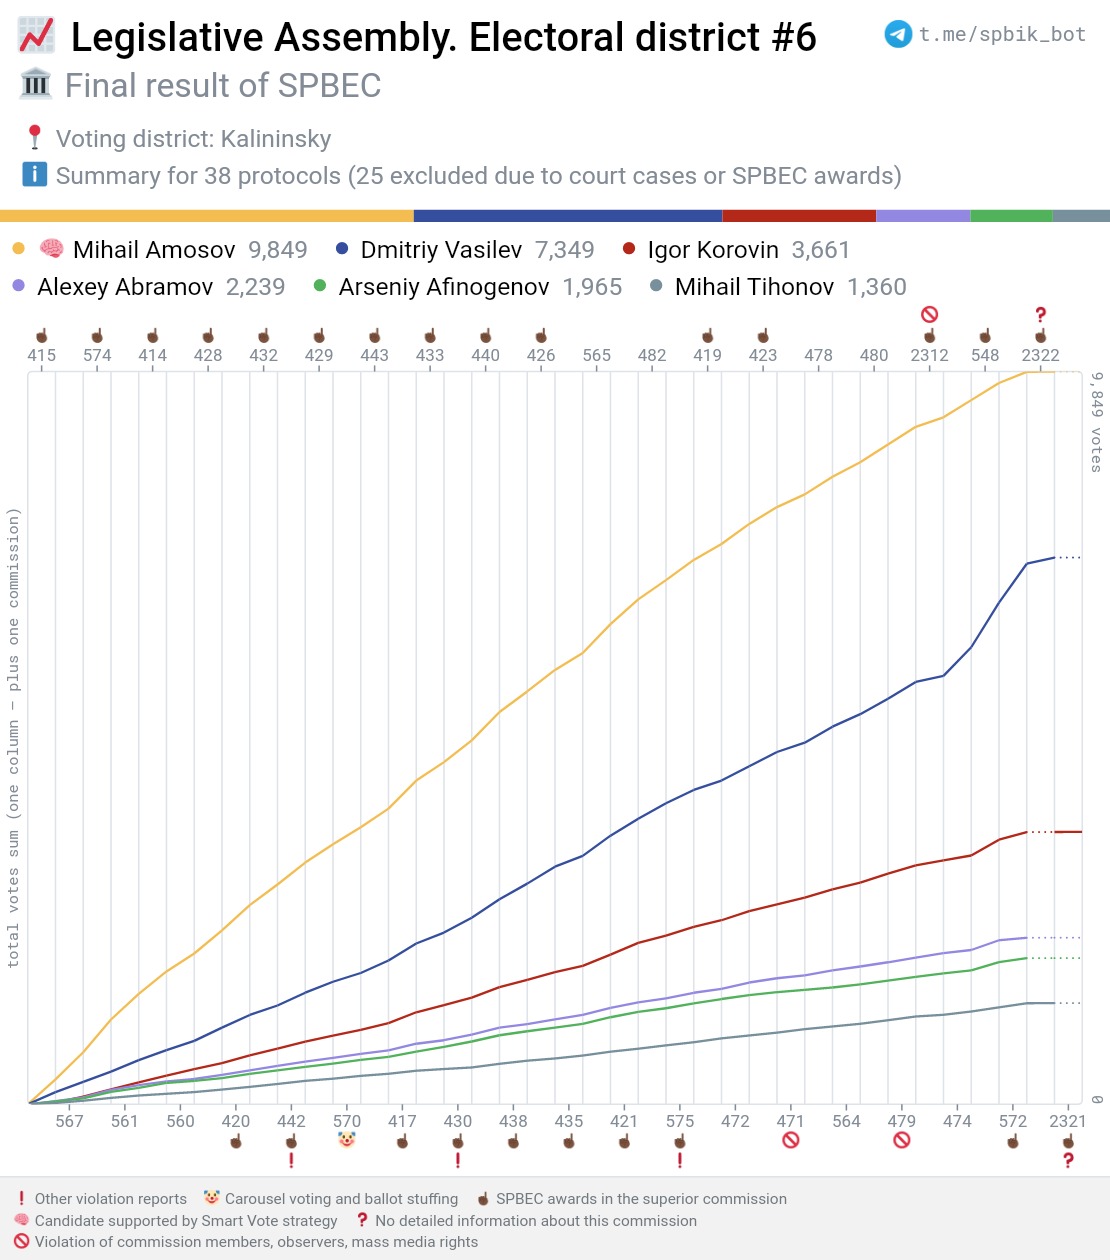 Legislative Assembly. Electoral district #6
t.me/spbik_bot
Final result of SPBEC
Voting district: Kalininsky
Summary for 38 protocols (25 excluded due to court cases or SPBEC awards)
Mihail Amosov 9,849 Dmitriy Vasilev 7,349 Igor Korovin 3,661
Alexey Abramov 2,239 Arseniy Afinogenov 1,965 Mihail Tihonov 1,360
415 574 414 428 432 429 443 433 440 426 565 482 419 423 478 480 2312 548 2322
9,849 votes
total votes sum (one column – plus one commission)
0
567 561 560 420 442 570 417 430 438 435 421 575 472 471 564 479 474 572 2321
Other violation reports Carousel voting and ballot stuffing SPBEC awards in the superior commission
Candidate supported by Smart Vote strategy No detailed information about this commission
Violation of commission members, observers, mass media rights